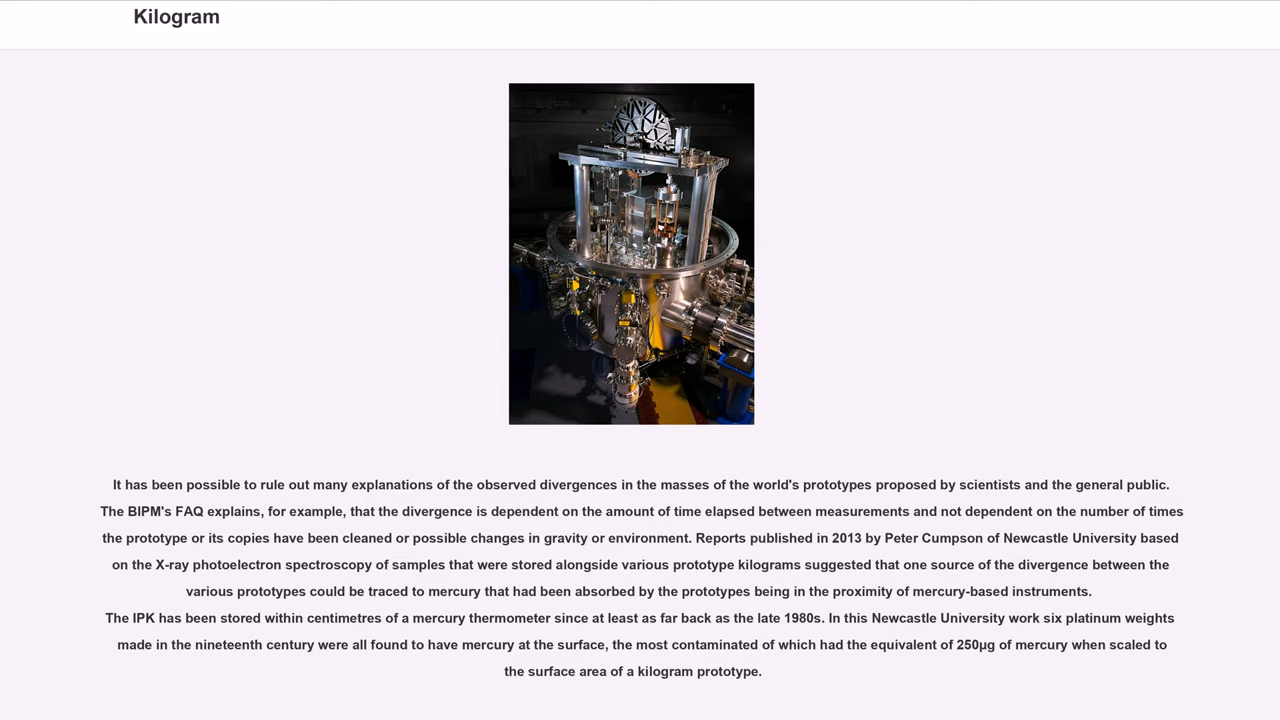 Kilogram
It has been possible to rule out many explanations of the observed divergences in the masses of the world's prototypes proposed by scientists and the general public.
The BIPM's FAQ explains, for example, that the divergence is dependent on the amount of time elapsed between measurements and not dependent on the number of times
the prototype or its copies have been cleaned or possible changes in gravity or environment. Reports published in 2013 by Peter Cumpson of Newcastle University based
on the X-ray photoelectron spectroscopy of samples that were stored alongside various prototype kilograms suggested that one source of the divergence between the
various prototypes could be traced to mercury that had been absorbed by the prototypes being in the proximity of mercury-based instruments.
The IPK has been stored within centimetres of a mercury thermometer since at least as far back as the late 1980s. In this Newcastle University work six platinum weights
made in the nineteenth century were all found to have mercury at the surface, the most contaminated of which had the equivalent of 250μg of mercury when scaled to
the surface area of a kilogram prototype.